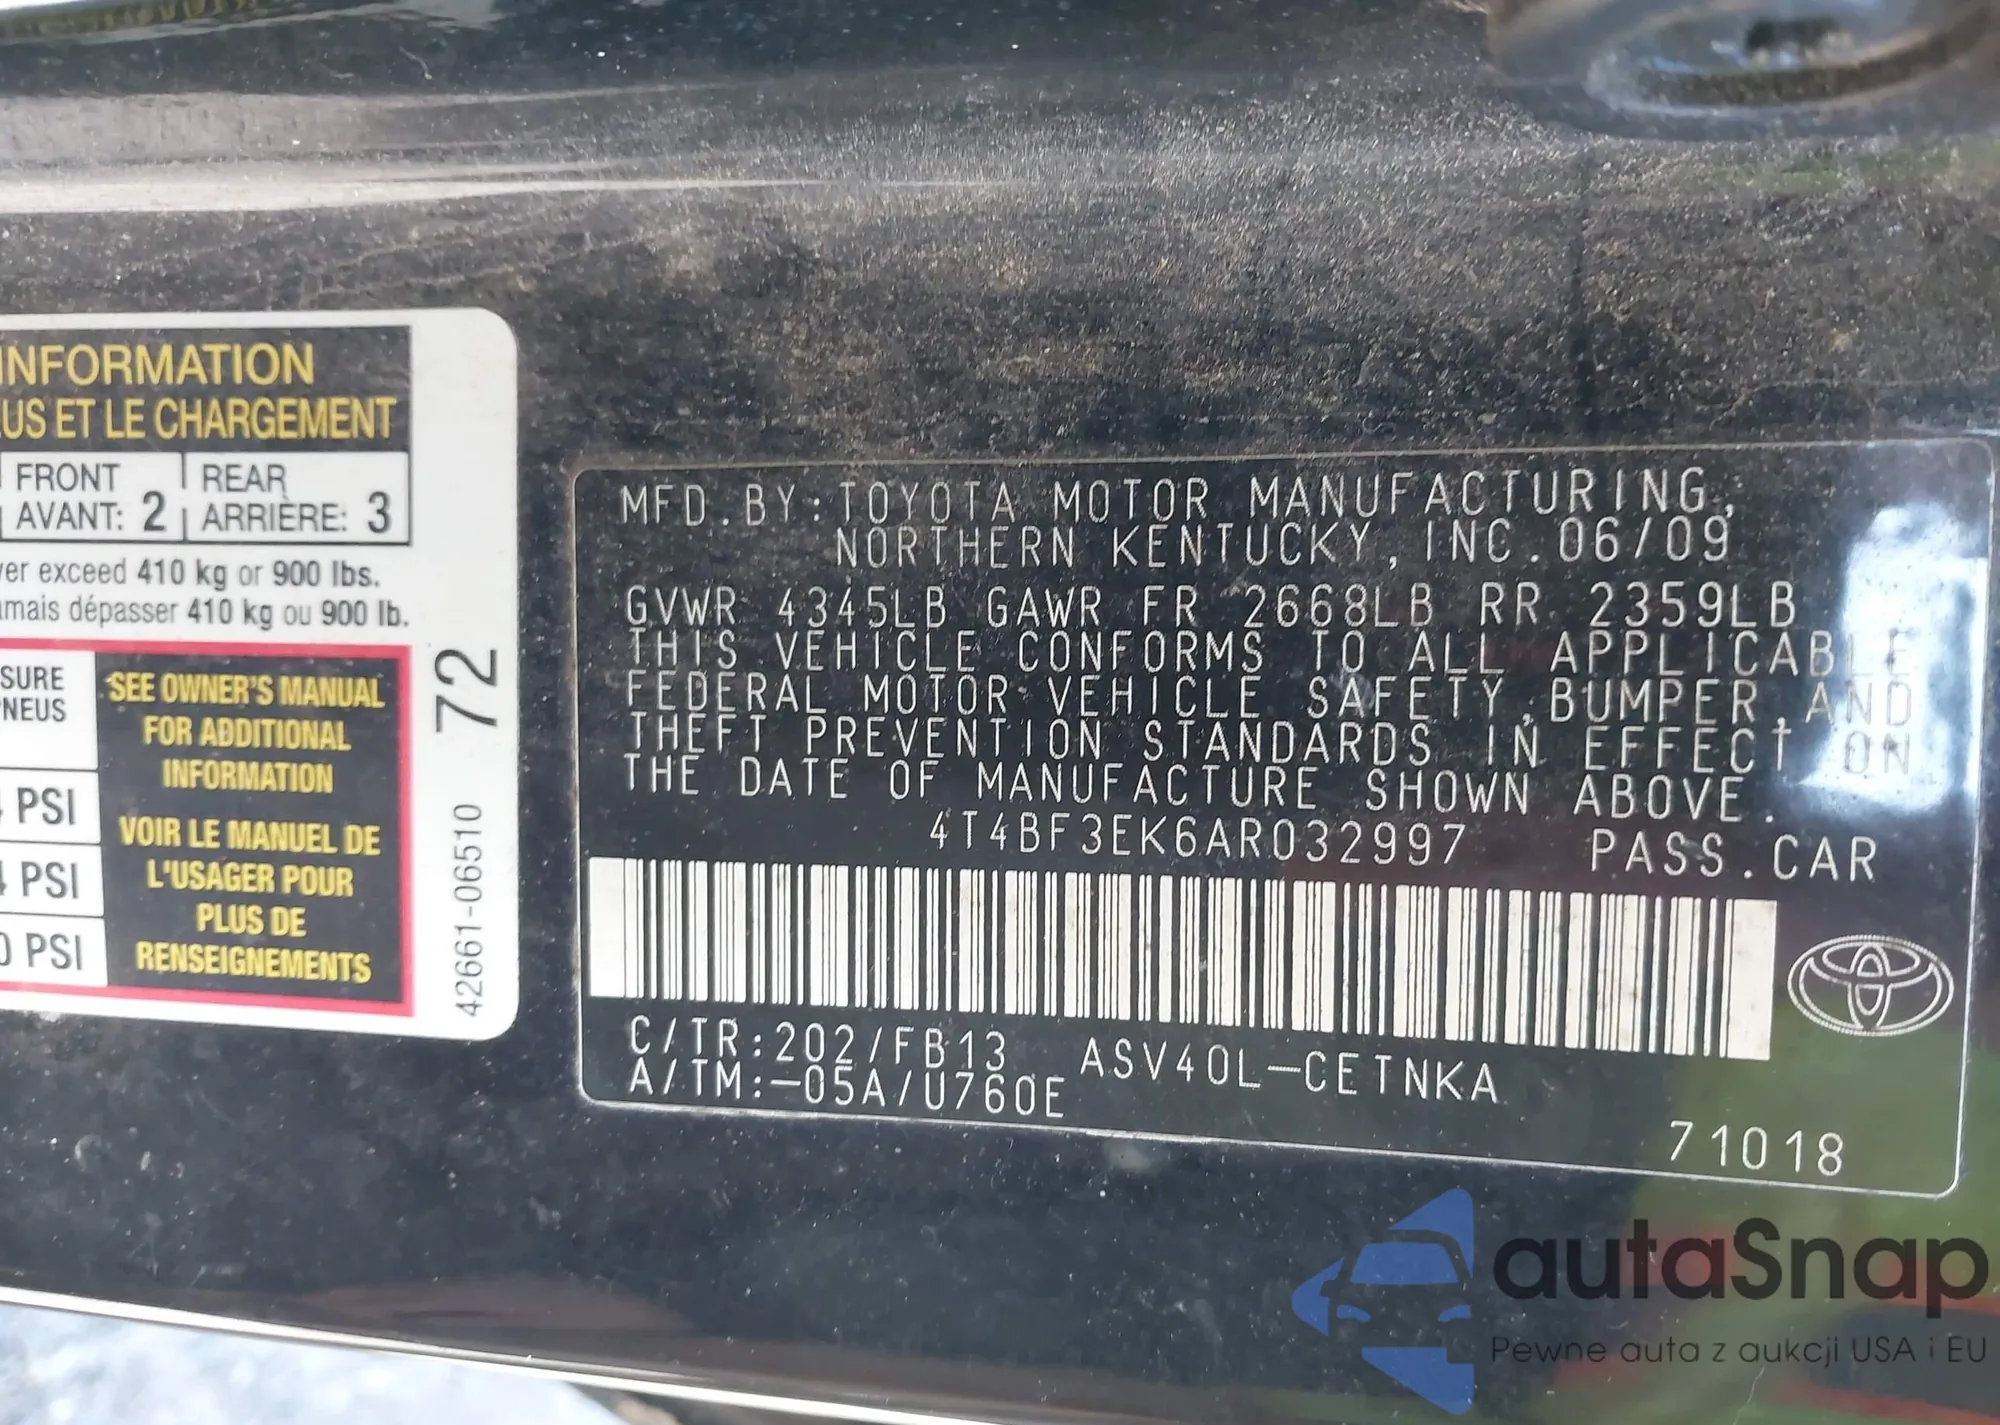 INFORMATION
US ET LE CHARGEMENT
FRONT
AVANT: 2
REAR
ARRIÈRE: 3
er exceed 410 kg or 900 lbs.
amais dépasser 410 kg ou 900 lb.
SURE
PNEUS
PSI
PSI
0 PSI
SEE OWNER'S MANUAL
FOR ADDITIONAL
INFORMATION
VOIR LE MANUEL DE
L'USAGER POUR
PLUS DE
RENSEIGNEMENTS
42661-06510 72
MFD.BY:TOYOTA MOTOR MANUFACTURING,
NORTHERN KENTUCKY, INC.06/09
GVWR 4345LB GAWR FR 2668LB RR 2359LB
THIS VEHICLE CONFORMS TO ALL APPLICABLE
FEDERAL MOTOR VEHICLE SAFETY,BUMPER,AND
THEFT PREVENTION STANDARDS IN EFFECT ON
THE DATE OF MANUFACTURE SHOWN ABOVE.
4T4BF3EK6AR032997 PASS.CAR
C/TR:202/FB13 ASV40L-CETNKA
A/TM:-05A/U760E
71018
autaSnap
Pewne auta z aukcji USA i EU